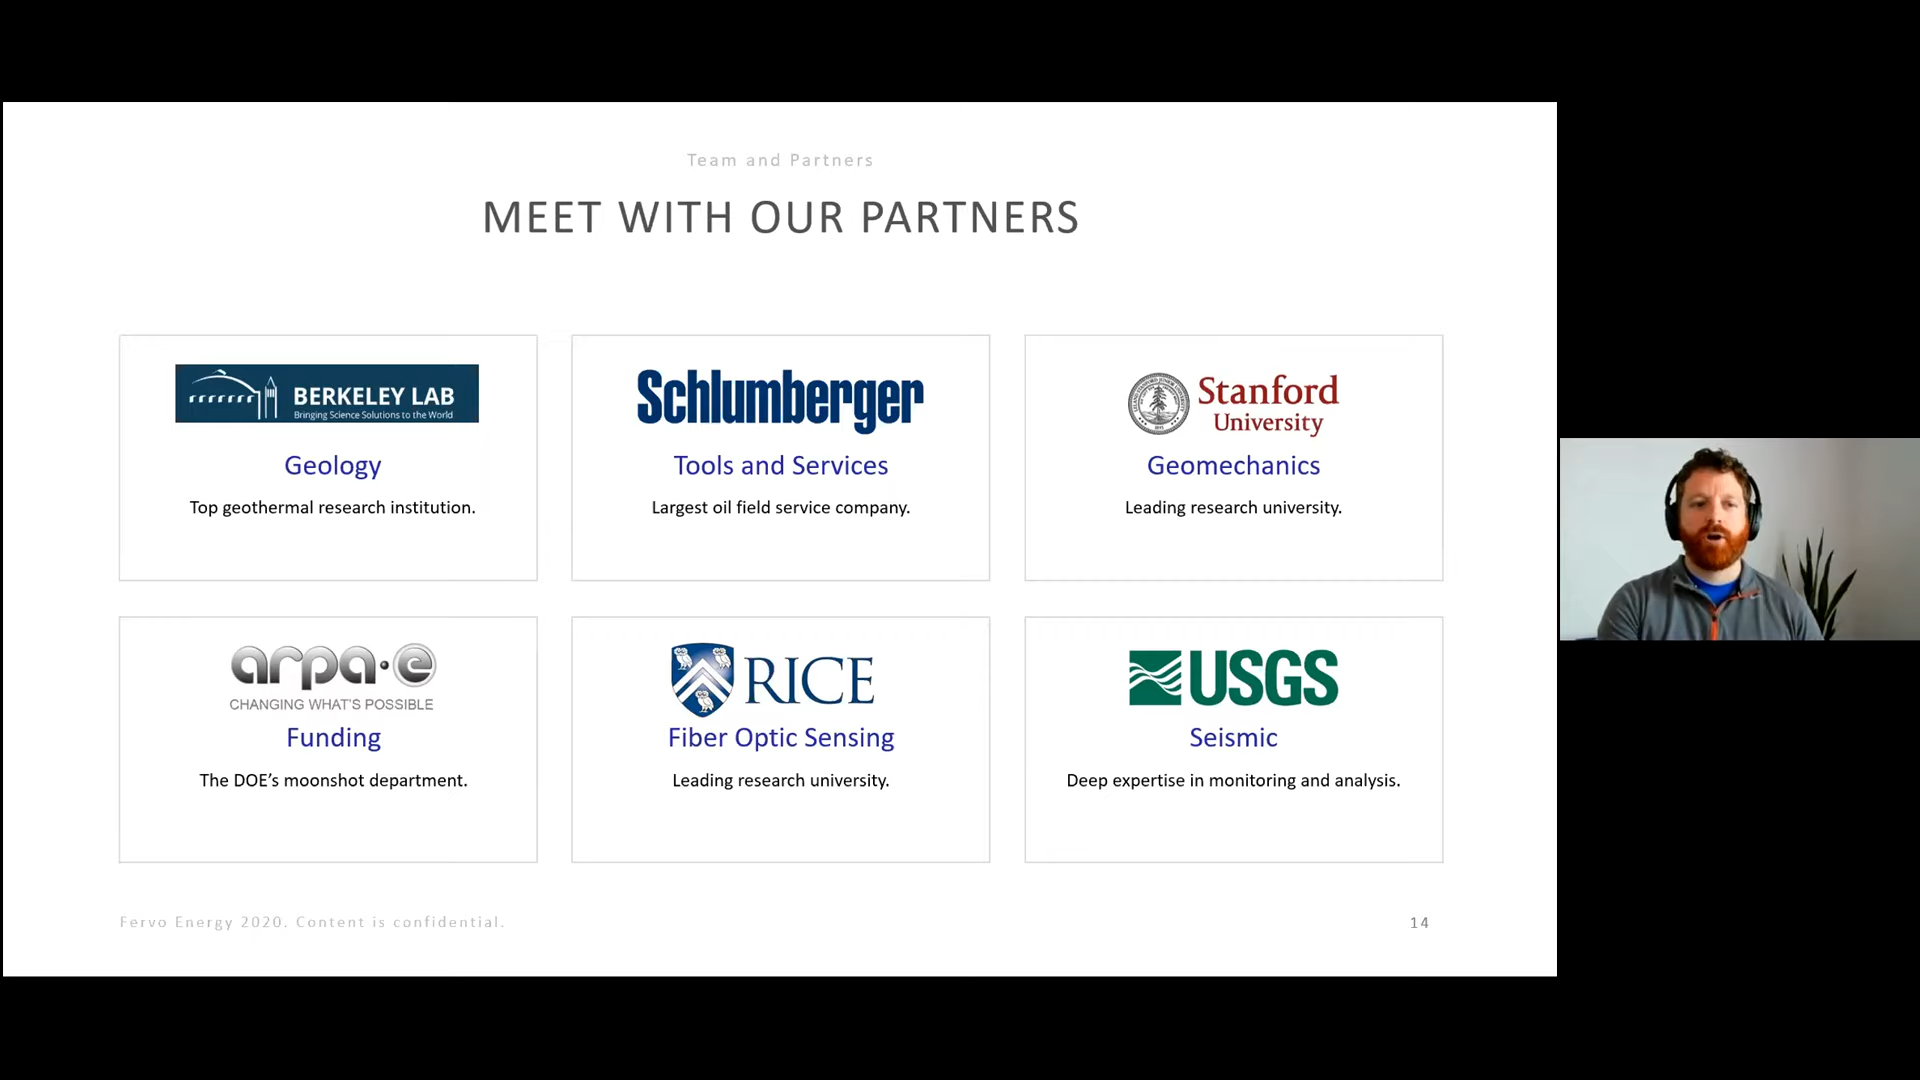 Team and Partners
MEET WITH OUR PARTNERS
BERKELEY LAB
Bringing Science Solutions to the World
Geology
Top geothermal research institution.
Schlumberger
Tools and Services
Largest oil field service company.
Stanford
University
Geomechanics
Leading research university.
arpa·e
CHANGING WHAT'S POSSIBLE
Funding
The DOE’s moonshot department.
RICE
Fiber Optic Sensing
Leading research university.
USGS
Seismic
Deep expertise in monitoring and analysis.
Fervo Energy 2020. Content is confidential.
14